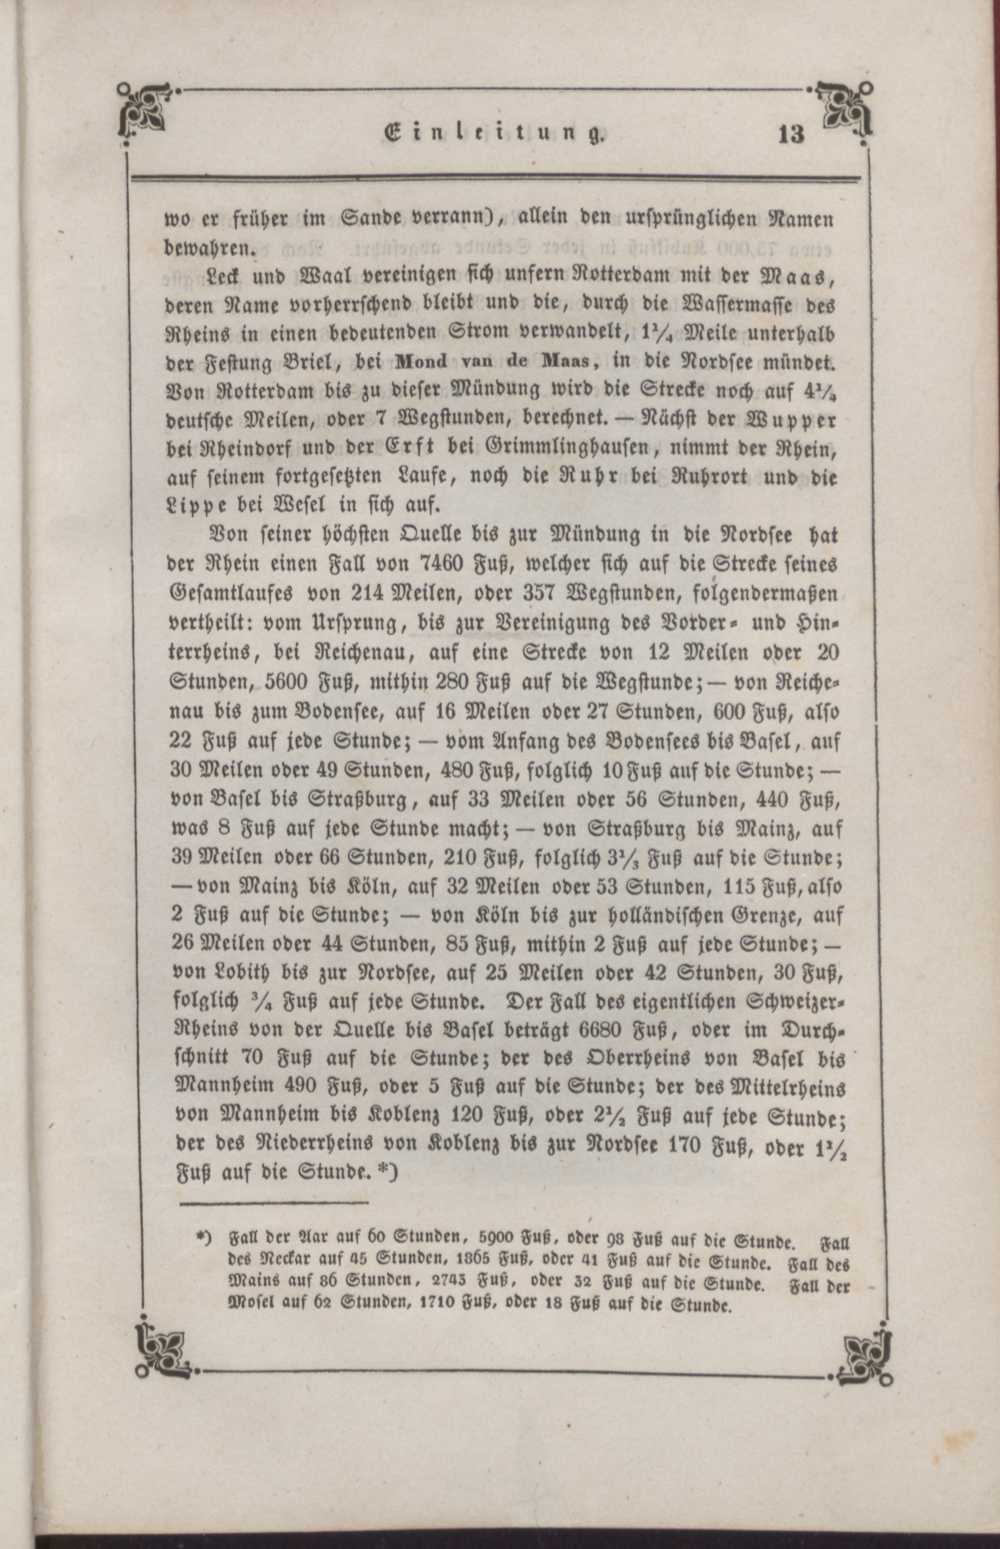 Einleitung. 13
wo er früher im Sande verrann), allein den ursprünglichen Namen
bewahren.
Leck und Waal vereinigen sich unfern Rotterdam mit der Maas,
deren Name vorherrschend bleibt und die, durch die Wassermasse des
Rheins in einen bedeutenden Strom verwandelt, 1¼ Meile unterhalb
der Festung Briel, bei Mond van de Maas, in die Nordsee mündet.
Von Rotterdam bis zu dieser Mündung wird die Strecke noch auf 4¼
deutsche Meilen, oder 7 Wegstunden, berechnet. — Nächst der Wupper
bei Rheindorf und der Erft bei Grimmlinghausen, nimmt der Rhein,
auf seinem fortgesetzten Laufe, noch die Ruhr bei Ruhrort und die
Lippe bei Wesel in sich auf.
Von seiner höchsten Quelle bis zur Mündung in die Nordsee hat
der Rhein einen Fall von 7460 Fuß, welcher sich auf die Strecke seines
Gesamtlaufes von 214 Meilen, oder 357 Wegstunden, folgendermaßen
vertheilt: vom Ursprung, bis zur Vereinigung des Vorder- und Hin-
terrheins, bei Reichenau, auf eine Strecke von 12 Meilen oder 20
Stunden, 5600 Fuß, mithin 280 Fuß auf die Wegstunde; — von Reiche-
nau bis zum Bodensee, auf 16 Meilen oder 27 Stunden, 600 Fuß, also
22 Fuß auf jede Stunde; — vom Anfang des Bodensees bis Basel, auf
30 Meilen oder 49 Stunden, 480 Fuß, folglich 10 Fuß auf die Stunde; —
von Basel bis Straßburg, auf 33 Meilen oder 56 Stunden, 440 Fuß,
was 8 Fuß auf jede Stunde macht; — von Straßburg bis Mainz, auf
39 Meilen oder 66 Stunden, 210 Fuß, folglich 3⅓ Fuß auf die Stunde;
— von Mainz bis Köln, auf 32 Meilen oder 53 Stunden, 115 Fuß, also
2 Fuß auf die Stunde; — von Köln bis zur holländischen Grenze, auf
26 Meilen oder 44 Stunden, 85 Fuß, mithin 2 Fuß auf jede Stunde; —
von Lobith bis zur Nordsee, auf 25 Meilen oder 42 Stunden, 30 Fuß,
folglich ¾ Fuß auf jede Stunde. Der Fall des eigentlichen Schweizer-
Rheins von der Quelle bis Basel beträgt 6680 Fuß, oder im Durch-
schnitt 70 Fuß auf die Stunde; der des Oberrheins von Basel bis
Mannheim 490 Fuß, oder 5 Fuß auf die Stunde; der des Mittelrheins
von Mannheim bis Koblenz 120 Fuß, oder 2½ Fuß auf jede Stunde;
der des Niederrheins von Koblenz bis zur Nordsee 170 Fuß, oder 1½
Fuß auf die Stunde. *)
*) Fall der Aar auf 60 Stunden, 5900 Fuß, oder 98 Fuß auf die Stunde. Fall
des Neckar auf 45 Stunden, 1865 Fuß, oder 41 Fuß auf die Stunde. Fall des
Mains auf 86 Stunden, 2743 Fuß, oder 32 Fuß auf die Stunde. Fall der
Mosel auf 62 Stunden, 1710 Fuß, oder 18 Fuß auf die Stunde.